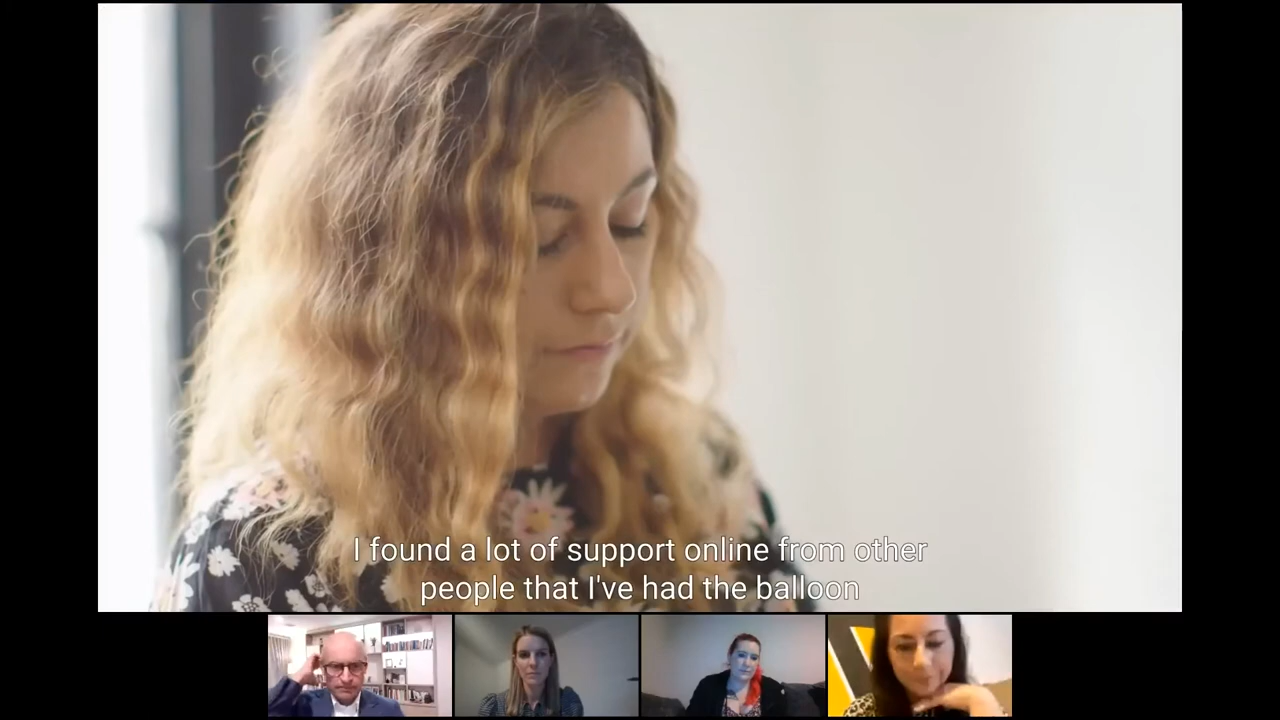 I found a lot of support online from other
people that I've had the balloon